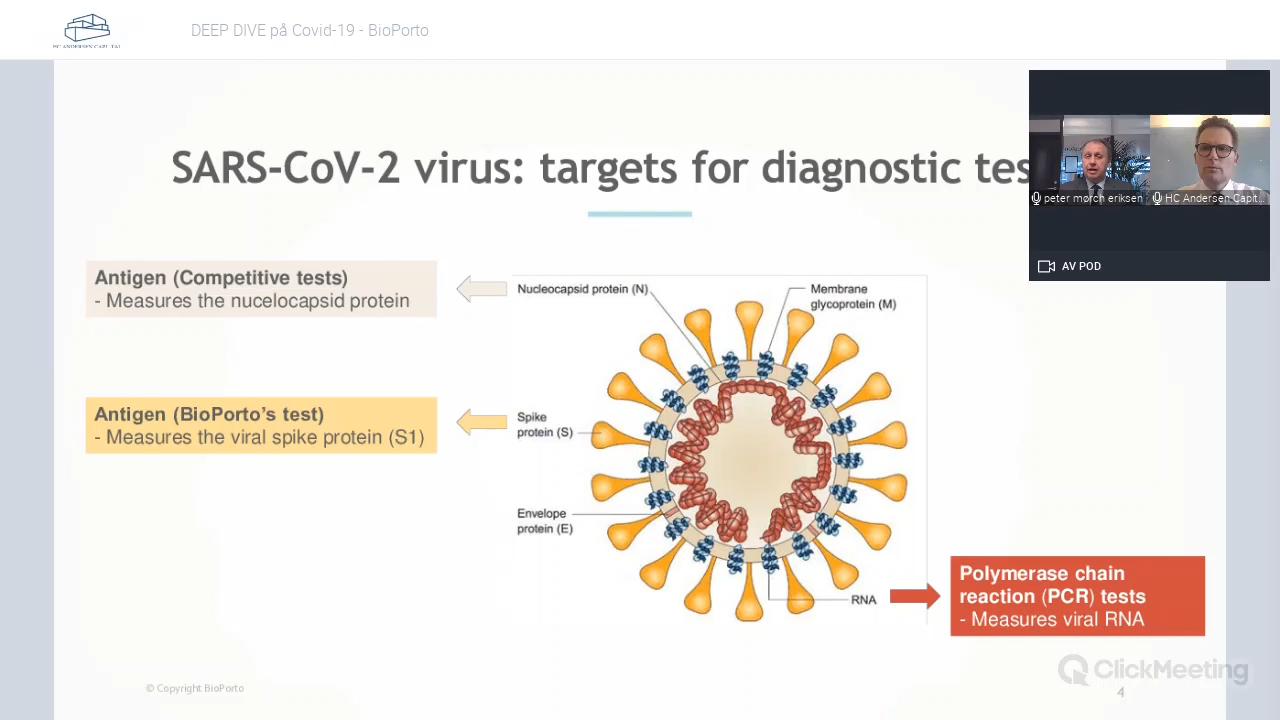 HC ANDERSEN CAPITAL
DEEP DIVE på Covid-19 - BioPorto
SARS-CoV-2 virus: targets for diagnostic tes
peter mørch eriksen
HC Andersen Capit...
AV POD
Antigen (Competitive tests)
- Measures the nucelocapsid protein
Nucleocapsid protein (N)
Membrane
glycoprotein (M)
Antigen (BioPorto's test)
- Measures the viral spike protein (S1)
Spike
protein (S)
Envelope
protein (E)
RNA
Polymerase chain
reaction (PCR) tests
- Measures viral RNA
ClickMeeting
© Copyright BioPorto
4